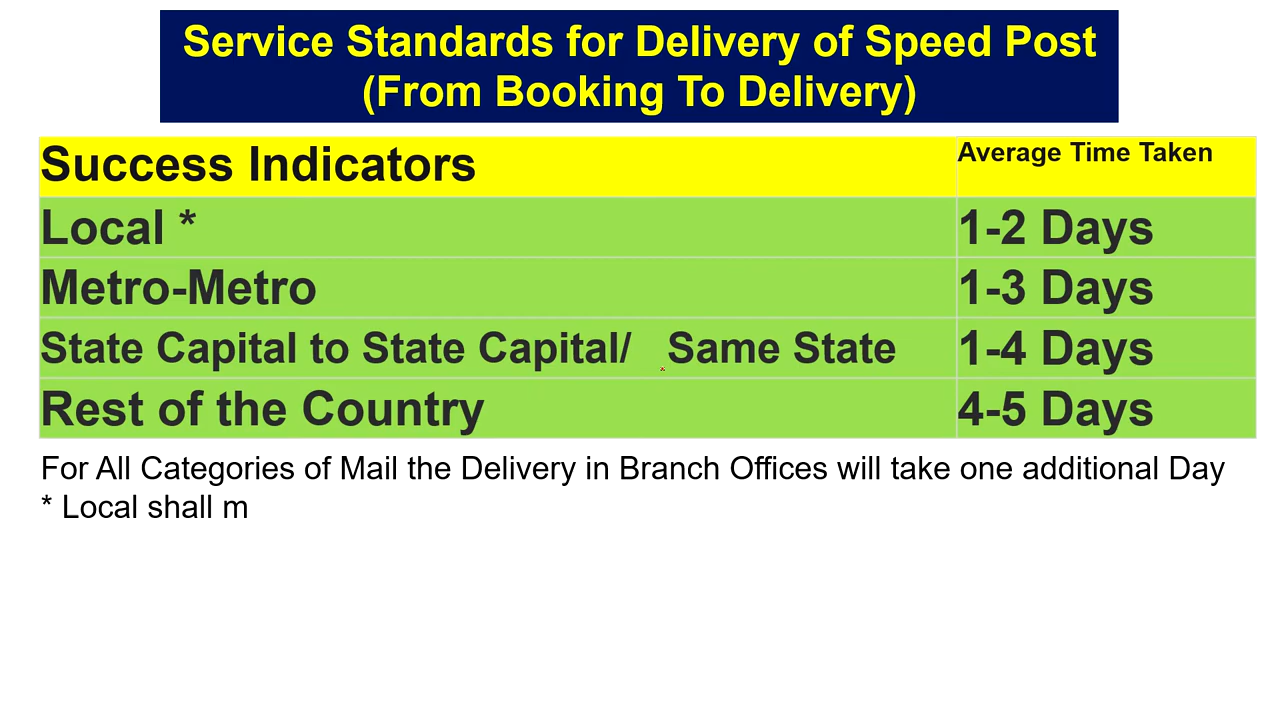 Service Standards for Delivery of Speed Post
(From Booking To Delivery)
Success Indicators Average Time Taken
Local * 1-2 Days
Metro-Metro 1-3 Days
State Capital to State Capital/ Same State 1-4 Days
Rest of the Country 4-5 Days
For All Categories of Mail the Delivery in Branch Offices will take one additional Day
* Local shall m